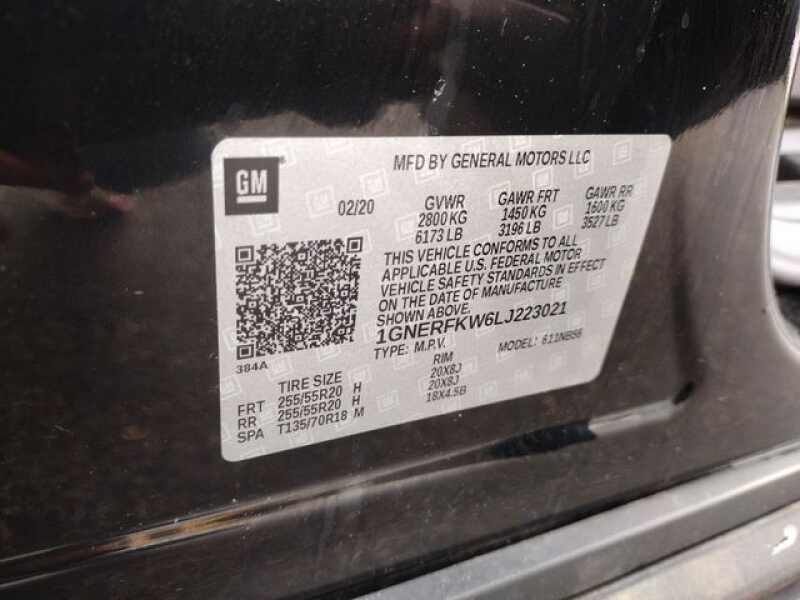 GM
MFD BY GENERAL MOTORS LLC
02/20
GVWR GAWR FRT GAWR RR
2800 KG 1450 KG 1600 KG
6173 LB 3196 LB 3527 LB
THIS VEHICLE CONFORMS TO ALL
APPLICABLE U.S. FEDERAL MOTOR
VEHICLE SAFETY STANDARDS IN EFFECT
ON THE DATE OF MANUFACTURE
SHOWN ABOVE.
1GNERFKW6LJ223021
TYPE: M.P.V. MODEL: 611NB56
384A
TIRE SIZE RIM
FRT 255/55R20 H 20X8J
RR 255/55R20 H 20X8J
SPA T135/70R18 M 18X4.5B